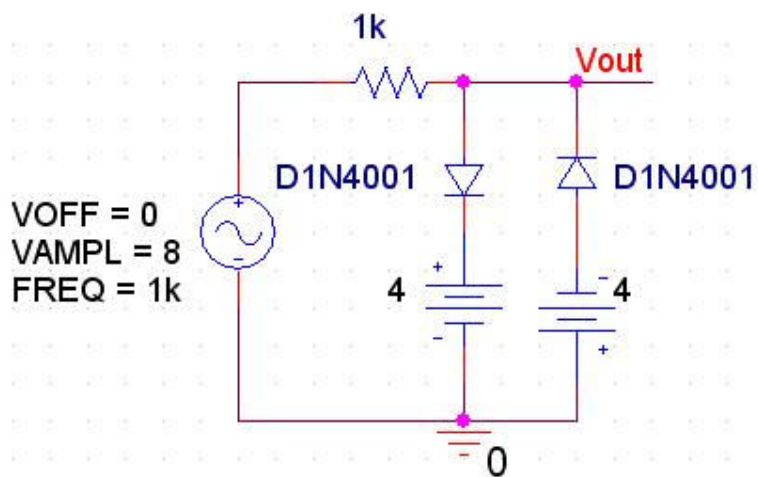 1k
Vout
D1N4001
D1N4001
VOFF = 0
VAMPL = 8
FREQ = 1k
+
-
4
+
-
-
4
+
0